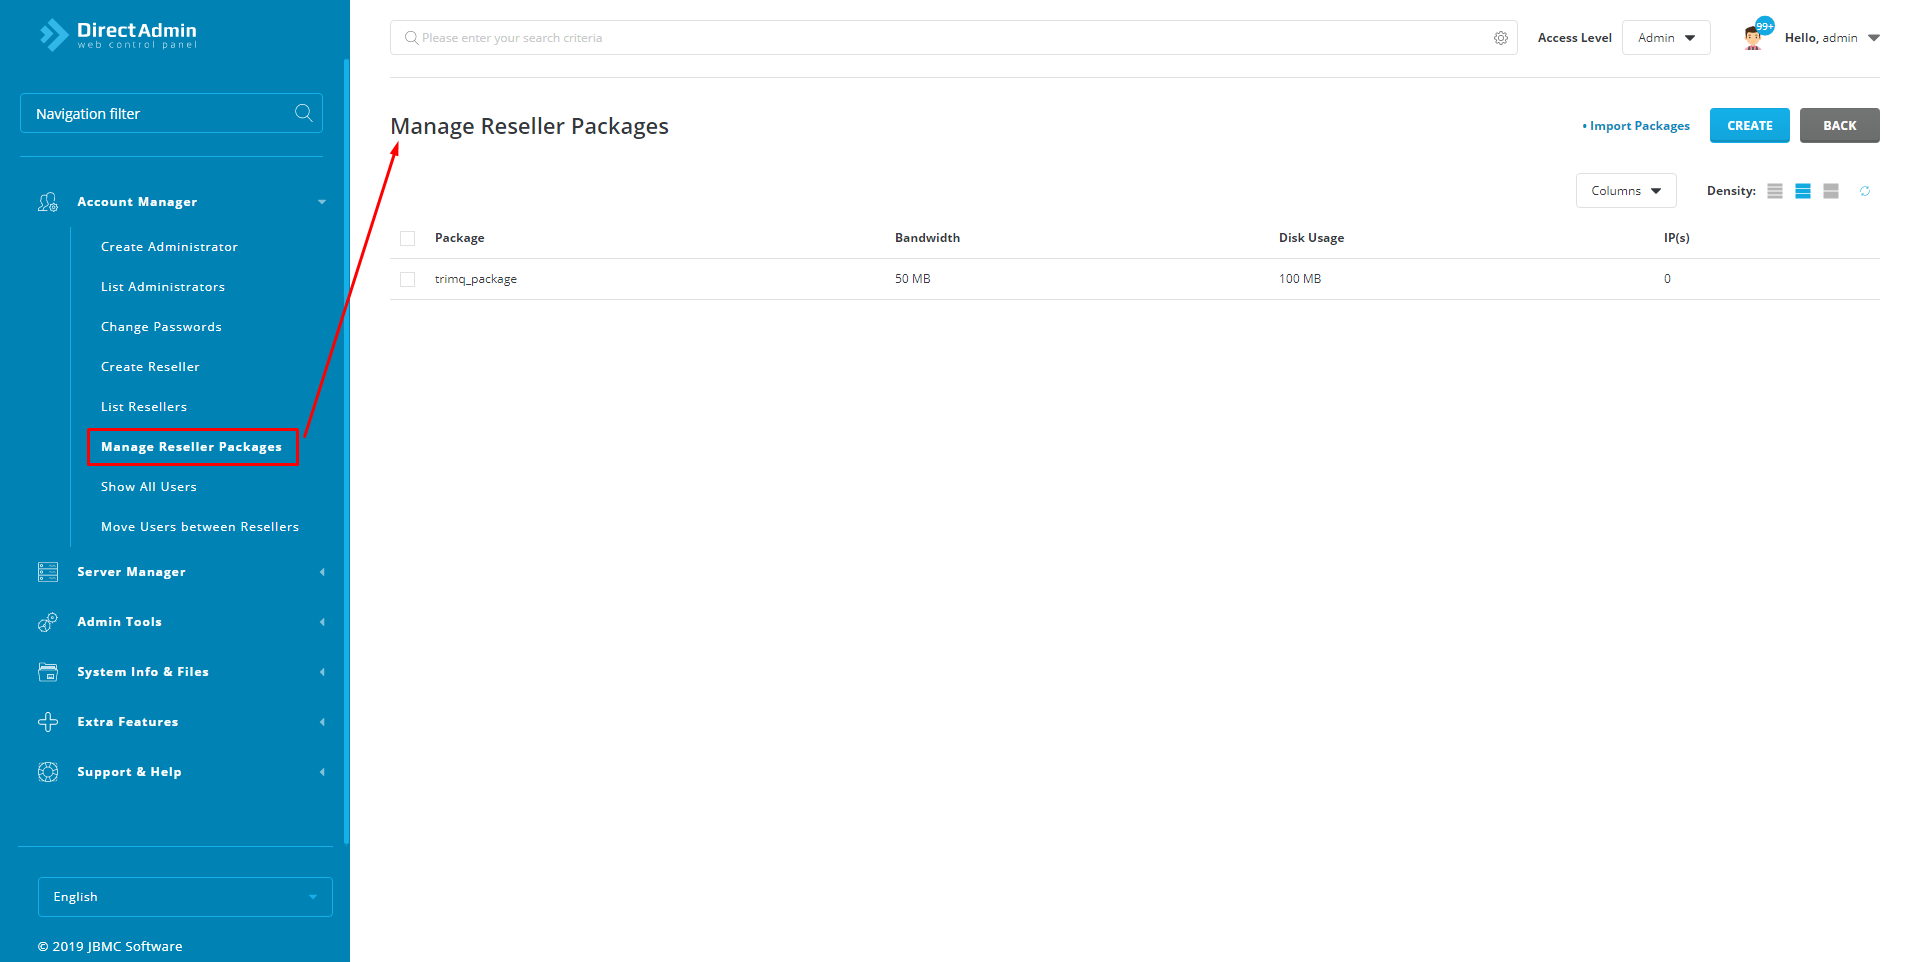 DirectAdmin
web control panel
Navigation filter
Account Manager
Create Administrator
List Administrators
Change Passwords
Create Reseller
List Resellers
Manage Reseller Packages
Show All Users
Move Users between Resellers
Server Manager
Admin Tools
System Info & Files
Extra Features
Support & Help
English
© 2019 JBMC Software
Please enter your search criteria
Access Level
Admin
99+
Hello, admin
Manage Reseller Packages
• Import Packages
CREATE
BACK
Columns
Density:
Package Bandwidth Disk Usage IP(s)
trimq_package 50 MB 100 MB 0